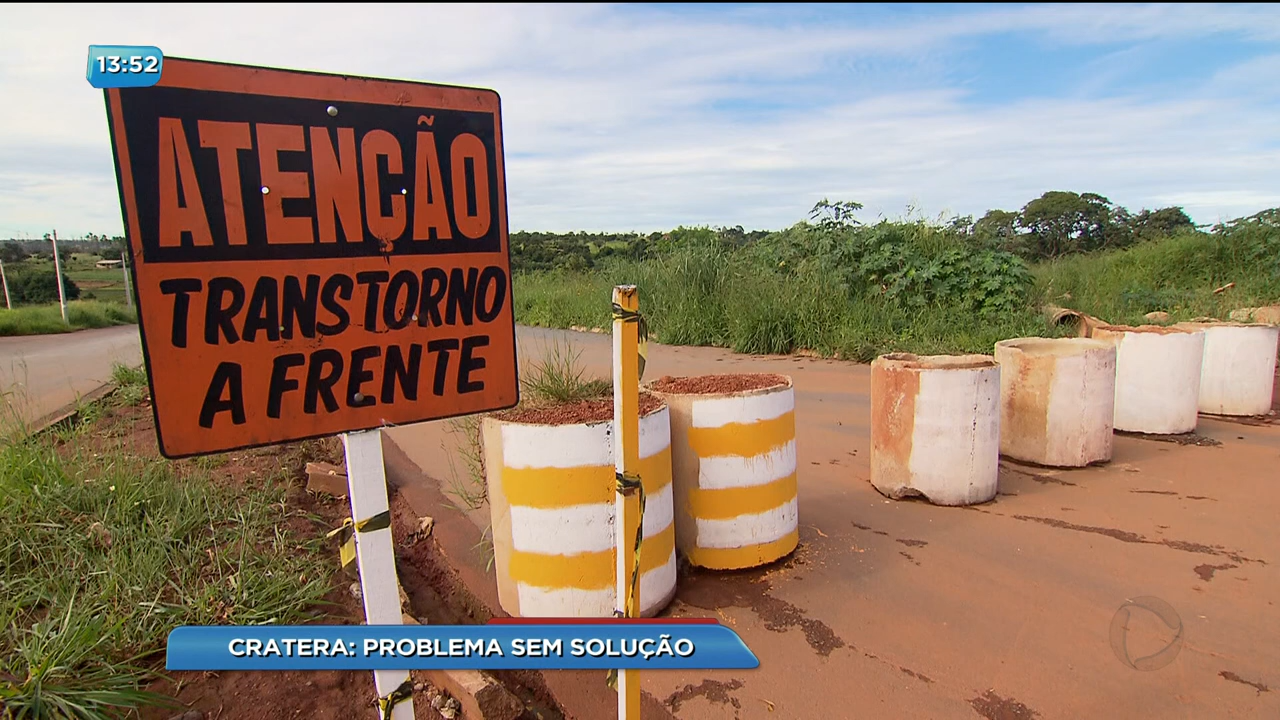 13:52
ATENÇÃO
TRANSTORNO
A FRENTE
CRATERA: PROBLEMA SEM SOLUÇÃO